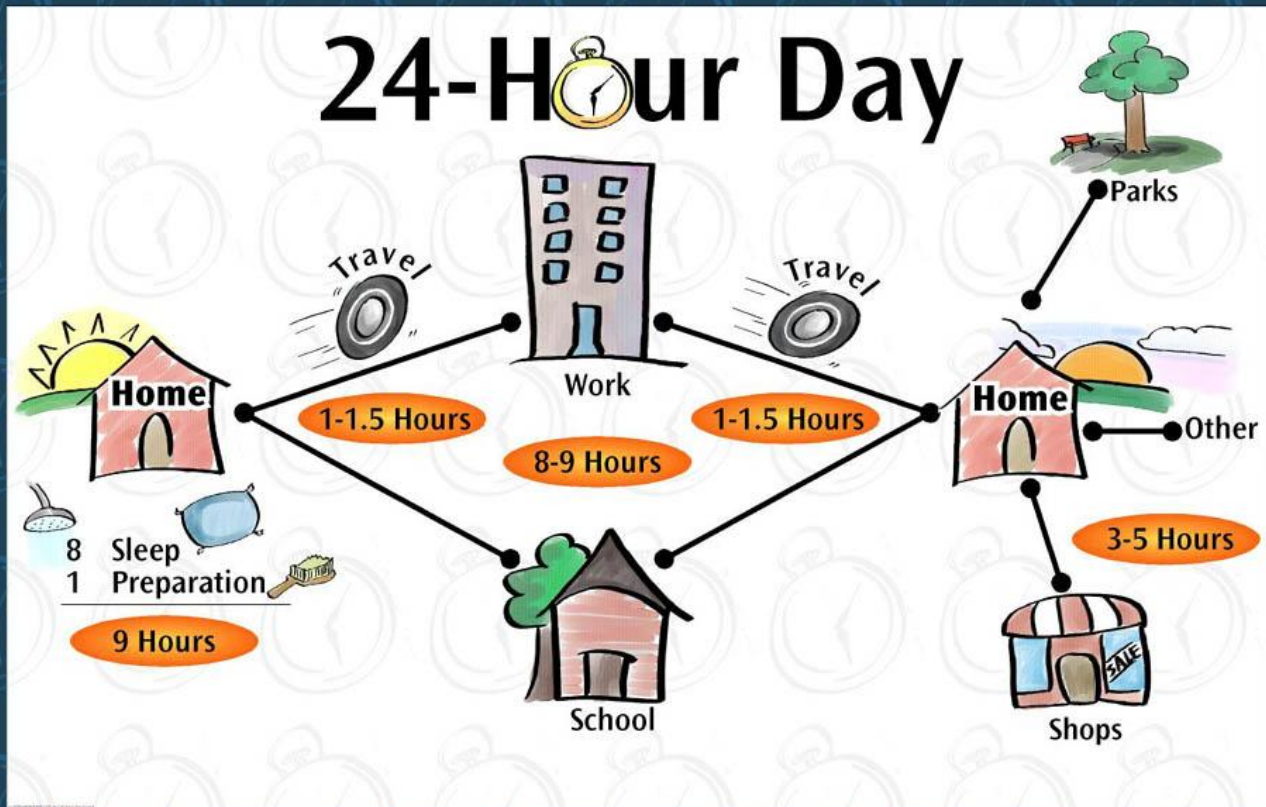 24-Hour Day
Parks
Travel
Travel
Work
Home
Home
Other
1-1.5 Hours
1-1.5 Hours
8-9 Hours
8 Sleep
1 Preparation
9 Hours
3-5 Hours
SALE
School
Shops